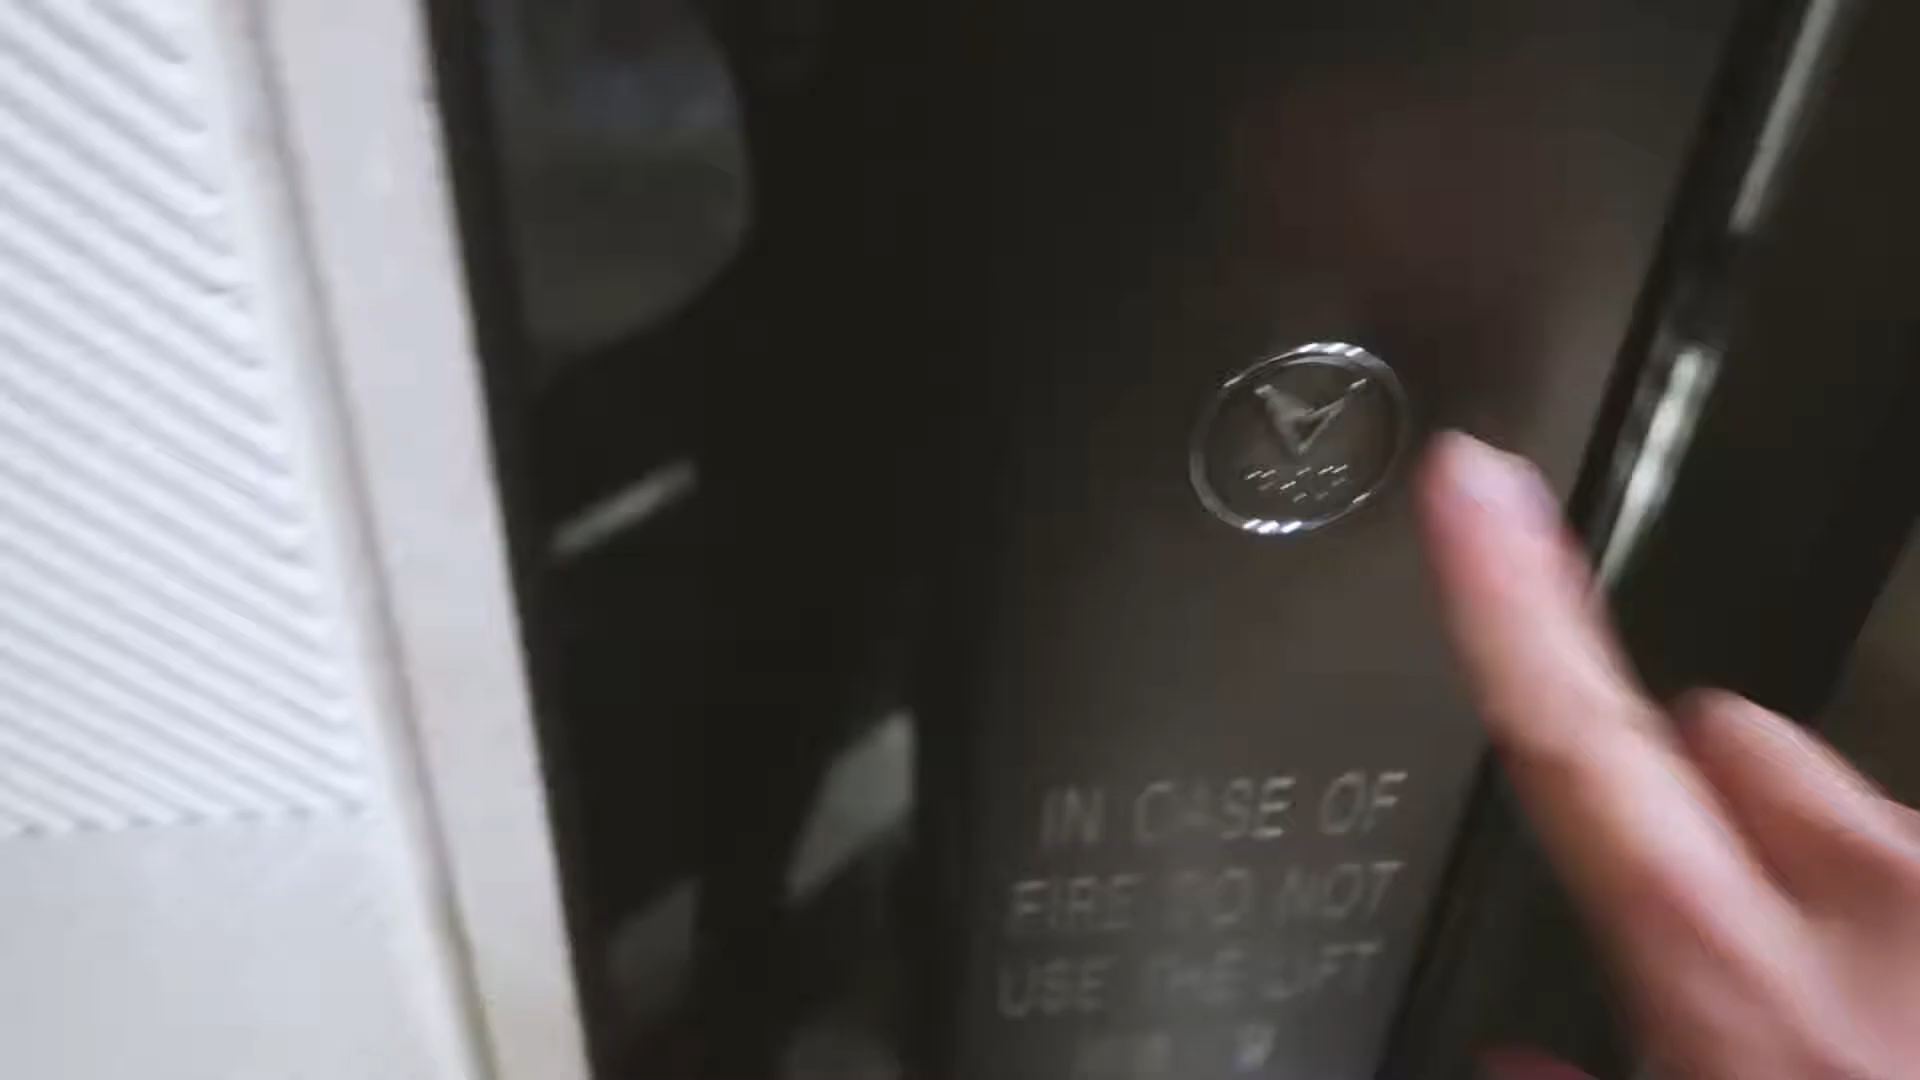 IN CASE OF
FIRE DO NOT
USE THE LIFT